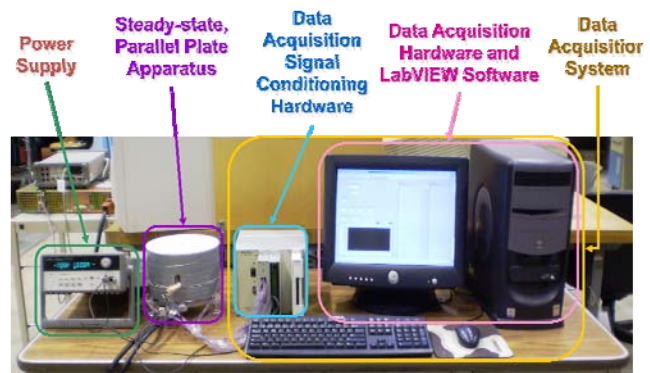 Power
Supply
Steady-state,
Parallel Plate
Apparatus
Data
Acquisition
Signal
Conditioning
Hardware
Data Acquisition
Hardware and
LabVIEW Software
Data
Acquisition
System